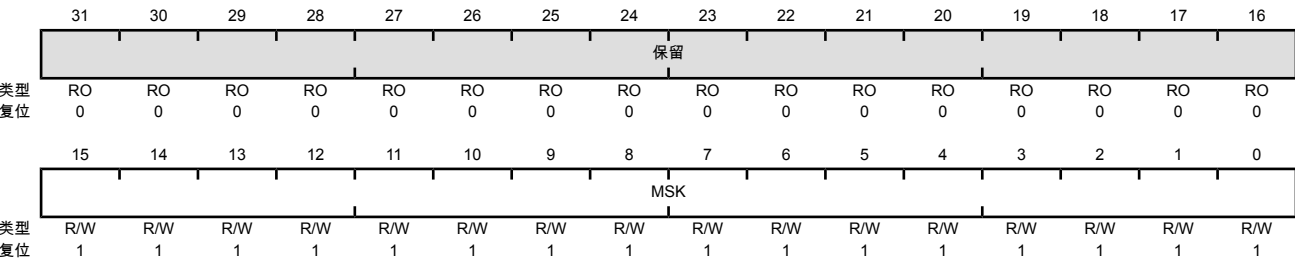 31 30 29 28 27 26 25 24 23 22 21 20 19 18 17 16
保留
类型 RO RO RO RO RO RO RO RO RO RO RO RO RO RO RO RO
复位 0 0 0 0 0 0 0 0 0 0 0 0 0 0 0 0
15 14 13 12 11 10 9 8 7 6 5 4 3 2 1 0
MSK
类型 R/W R/W R/W R/W R/W R/W R/W R/W R/W R/W R/W R/W R/W R/W R/W R/W
复位 1 1 1 1 1 1 1 1 1 1 1 1 1 1 1 1